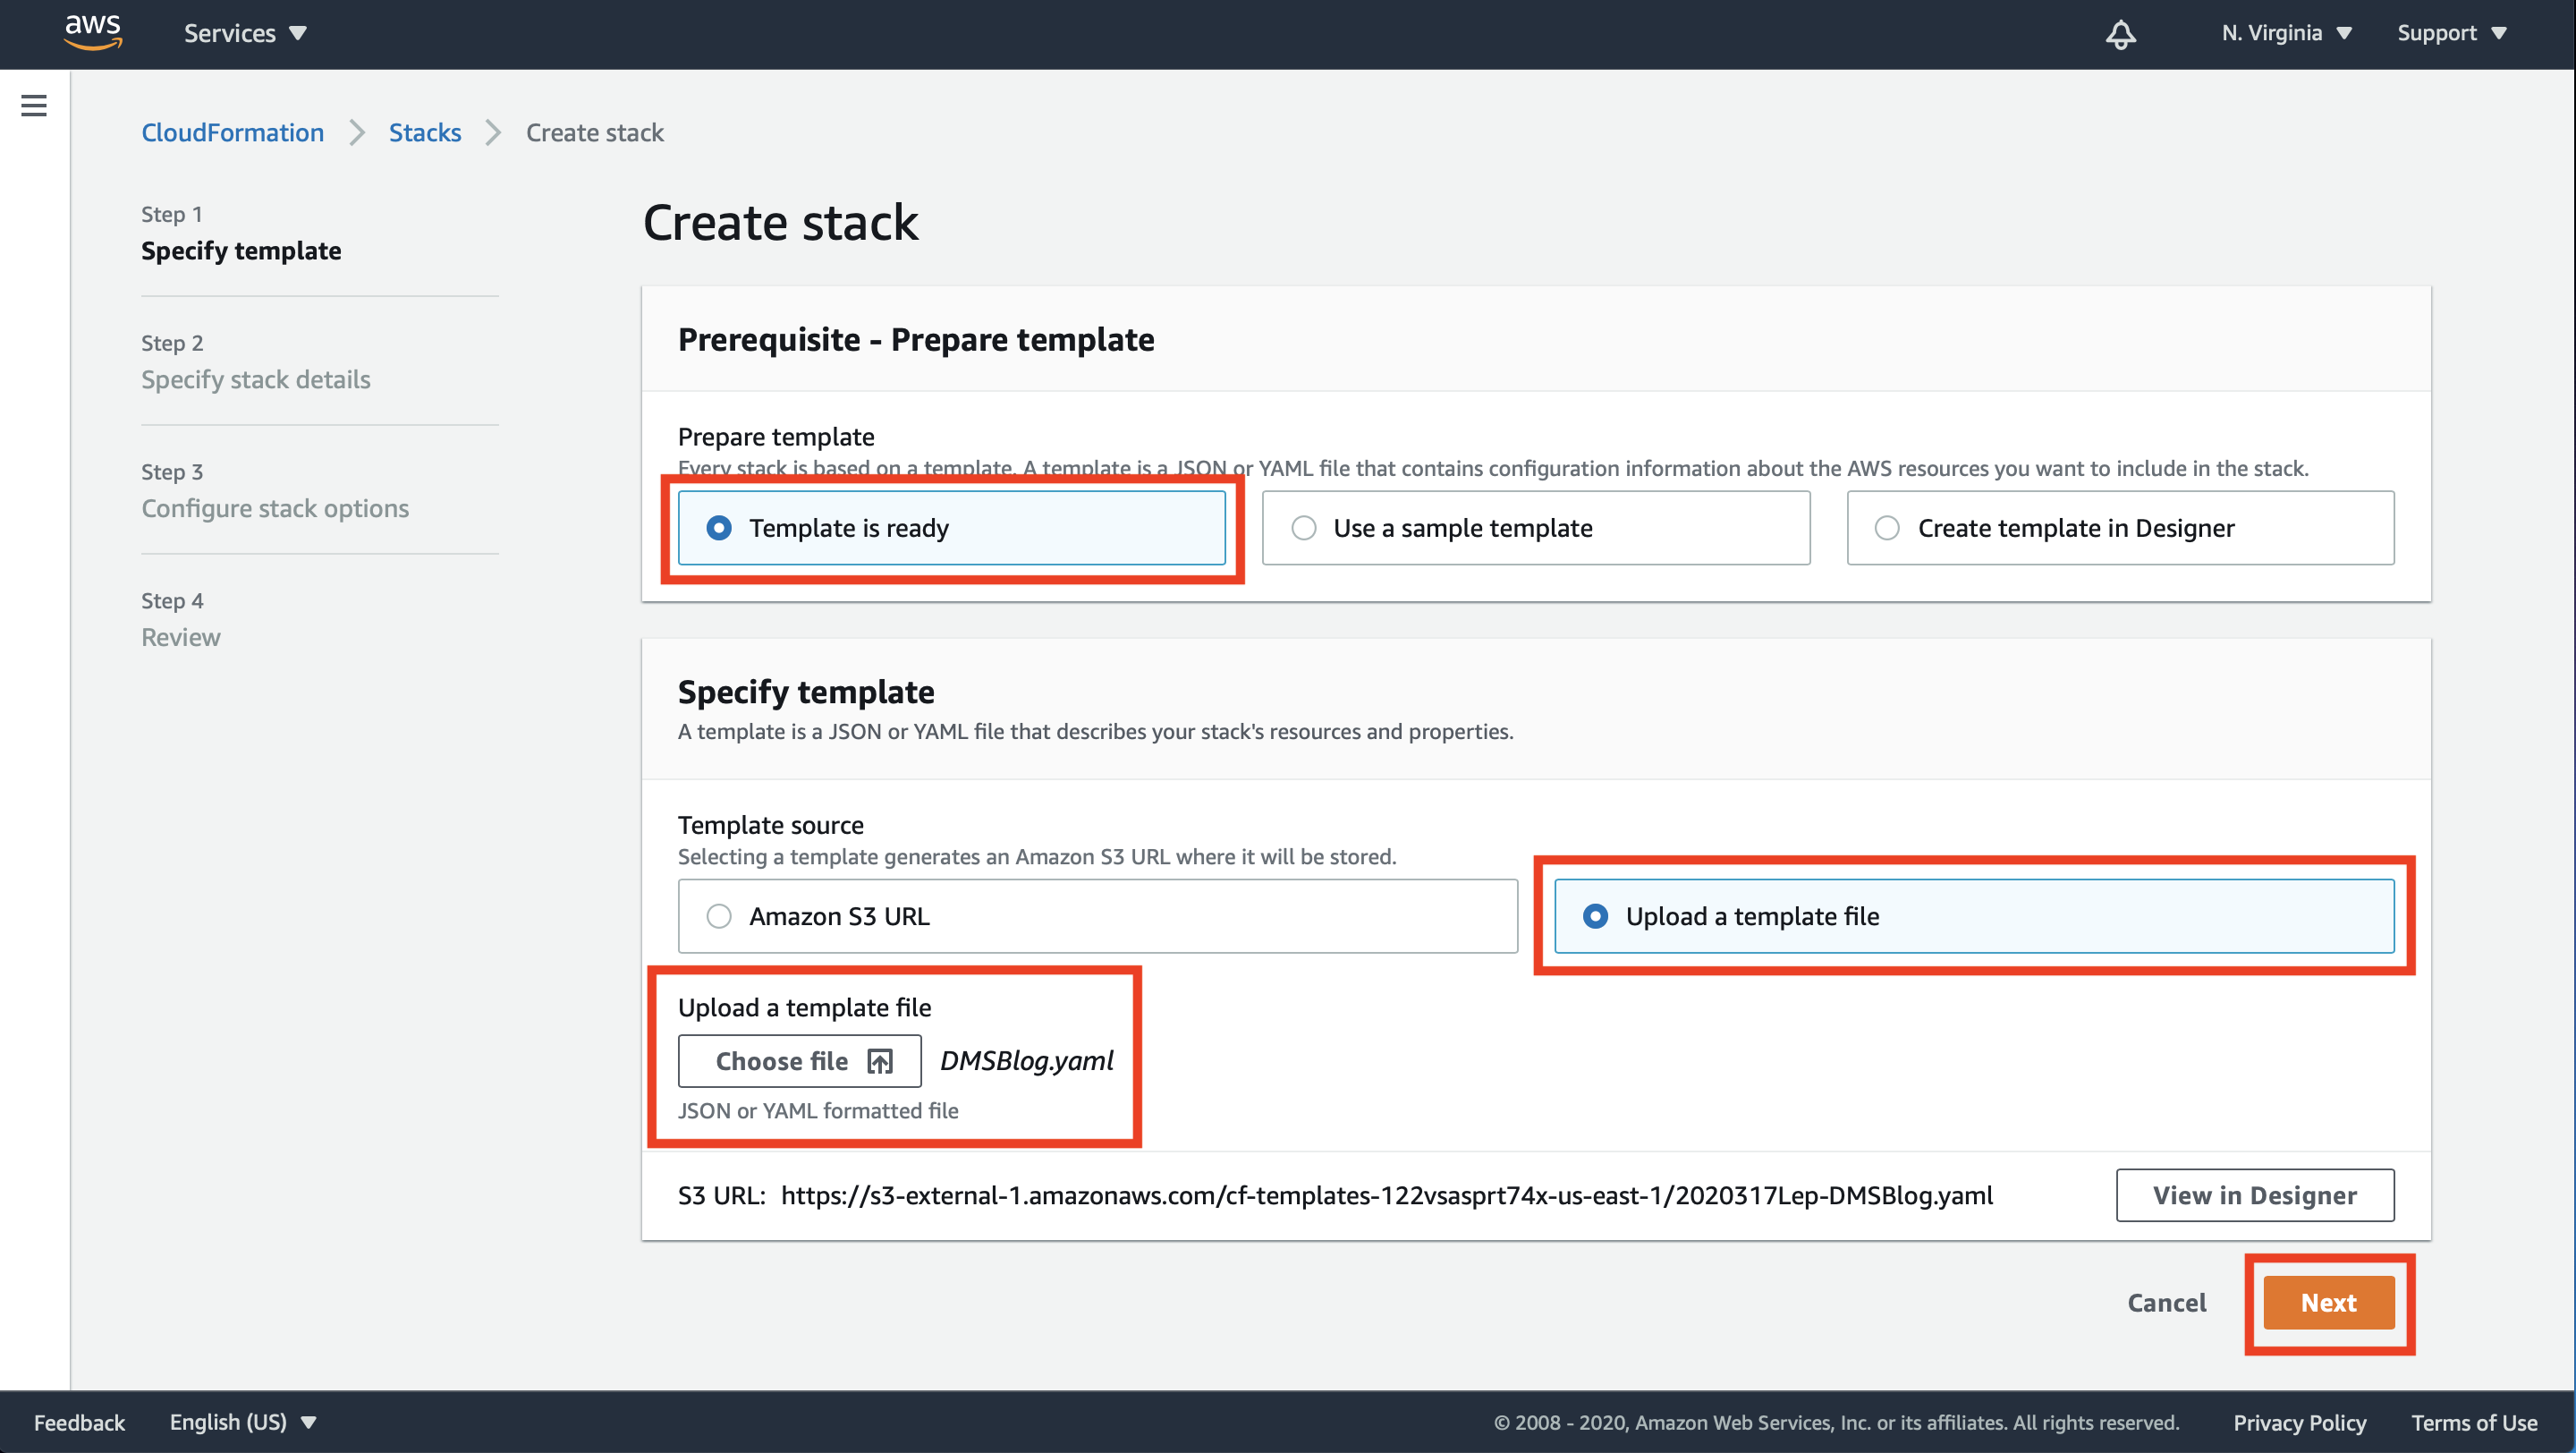 aws
Services
N. Virginia
Support
CloudFormation
Stacks
Create stack
Step 1
Specify template
Step 2
Specify stack details
Step 3
Configure stack options
Step 4
Review
Create stack
Prerequisite - Prepare template
Prepare template
Every stack is based on a template. A template is a JSON or YAML file that contains configuration information about the AWS resources you want to include in the stack.
Template is ready
Use a sample template
Create template in Designer
Specify template
A template is a JSON or YAML file that describes your stack's resources and properties.
Template source
Selecting a template generates an Amazon S3 URL where it will be stored.
Amazon S3 URL
Upload a template file
Upload a template file
Choose file
DMSBlog.yaml
JSON or YAML formatted file
S3 URL: https://s3-external-1.amazonaws.com/cf-templates-122vsasprt74x-us-east-1/2020317Lep-DMSBlog.yaml
View in Designer
Cancel
Next
Feedback
English (US)
© 2008 - 2020, Amazon Web Services, Inc. or its affiliates. All rights reserved.
Privacy Policy
Terms of Use